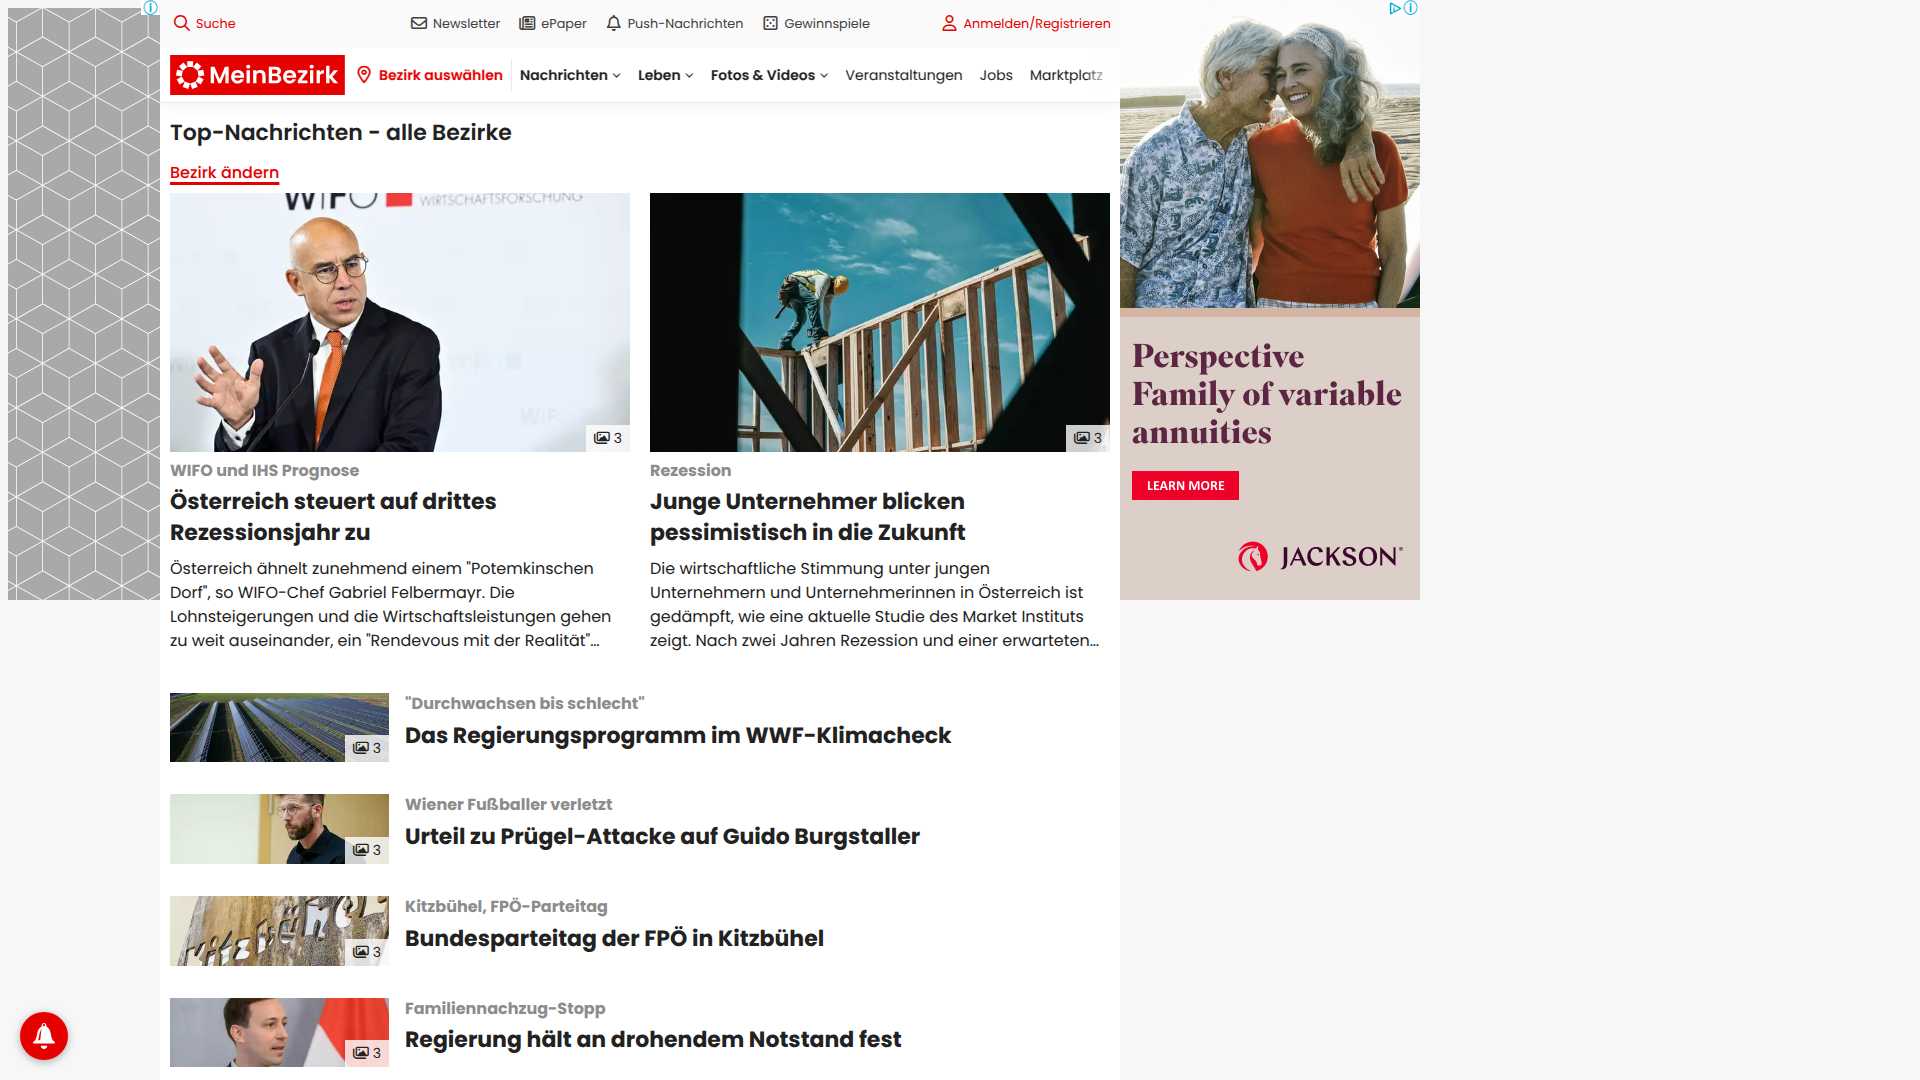 Suche
Newsletter
ePaper
Push-Nachrichten
Gewinnspiele
Anmelden/Registrieren
MeinBezirk
Bezirk auswählen
Nachrichten
Leben
Fotos & Videos
Veranstaltungen
Jobs
Marktplatz
Top-Nachrichten - alle Bezirke
Bezirk ändern
WIFO
WIRTSCHAFTSFORSCHUNG
3
WIFO und IHS Prognose
Österreich steuert auf drittes
Rezessionsjahr zu
Österreich ähnelt zunehmend einem "Potemkinschen
Dorf", so WIFO-Chef Gabriel Felbermayr. Die
Lohnsteigerungen und die Wirtschaftsleistungen gehen
zu weit auseinander, ein "Rendevous mit der Realität"...
3
Rezession
Junge Unternehmer blicken
pessimistisch in die Zukunft
Die wirtschaftliche Stimmung unter jungen
Unternehmern und Unternehmerinnen in Österreich ist
gedämpft, wie eine aktuelle Studie des Market Instituts
zeigt. Nach zwei Jahren Rezession und einer erwarteten...
3
"Durchwachsen bis schlecht"
Das Regierungsprogramm im WWF-Klimacheck
3
Wiener Fußballer verletzt
Urteil zu Prügel-Attacke auf Guido Burgstaller
Kitzbühel
3
Kitzbühel, FPÖ-Parteitag
Bundesparteitag der FPÖ in Kitzbühel
3
Familiennachzug-Stopp
Regierung hält an drohendem Notstand fest
Perspective
Family of variable
annuities
LEARN MORE
JACKSON